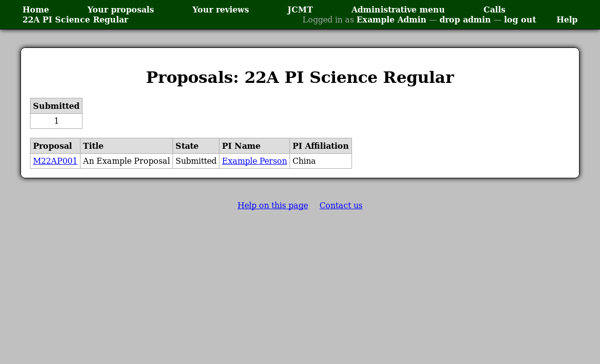 Home Your proposals Your reviews JCMT Administrative menu Calls
22A PI Science Regular Logged in as Example Admin — drop admin — log out Help
Proposals: 22A PI Science Regular
Submitted
1
Proposal Title State PI Name PI Affiliation
M22AP001 An Example Proposal Submitted Example Person China
Help on this page Contact us